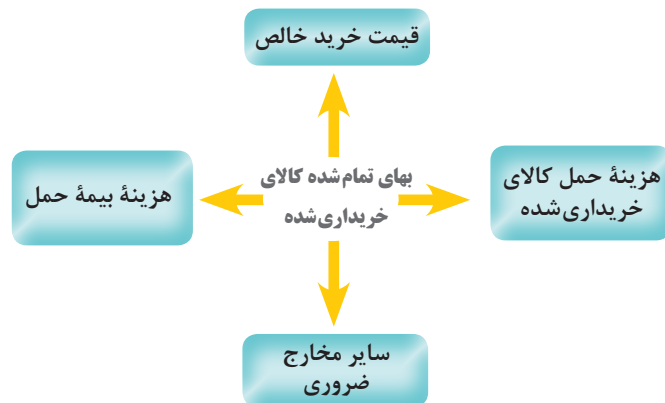 قیمت خرید خالص
هزینهٔ حمل کالای
خریداری‌شده
بهای تمام‌شده کالای
خریداری‌شده
هزینهٔ بیمهٔ حمل
سایر مخارج
ضروری